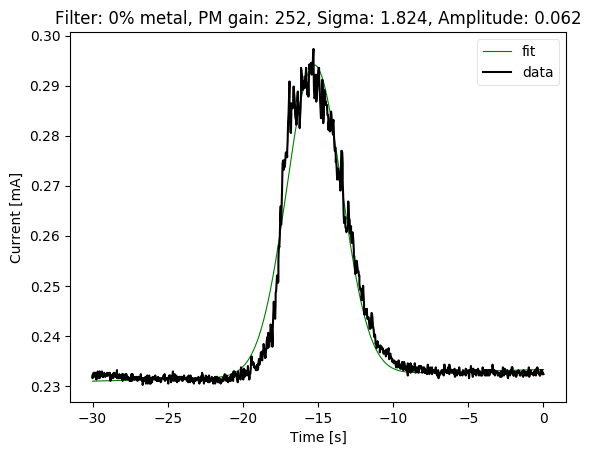 Filter: 0% metal, PM gain: 252, Sigma: 1.824, Amplitude: 0.062
fit
data
0.30
0.29
0.28
0.27
0.26
0.25
0.24
0.23
Current [mA]
−30 −25 −20 −15 −10 −5 0
Time [s]